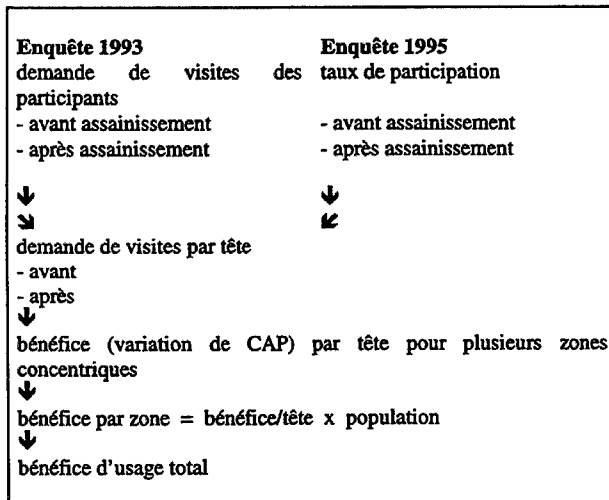 Enquête 1993 Enquête 1995
demande de visites des taux de participation
participants
- avant assainissement - avant assainissement
- après assainissement - après assainissement
↓ ↓
↘ ↙
demande de visites par tête
- avant
- après
↓
bénéfice (variation de CAP) par tête pour plusieurs zones
concentriques
↓
bénéfice par zone = bénéfice/tête x population
↓
bénéfice d'usage total